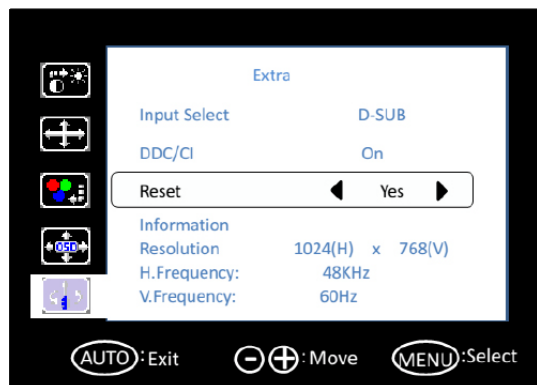 Extra
Input Select D-SUB
DDC/CI On
Reset Yes
Information
Resolution 1024(H) x 768(V)
H.Frequency: 48KHz
V.Frequency: 60Hz
OSD
AUTO : Exit - + : Move MENU :Select